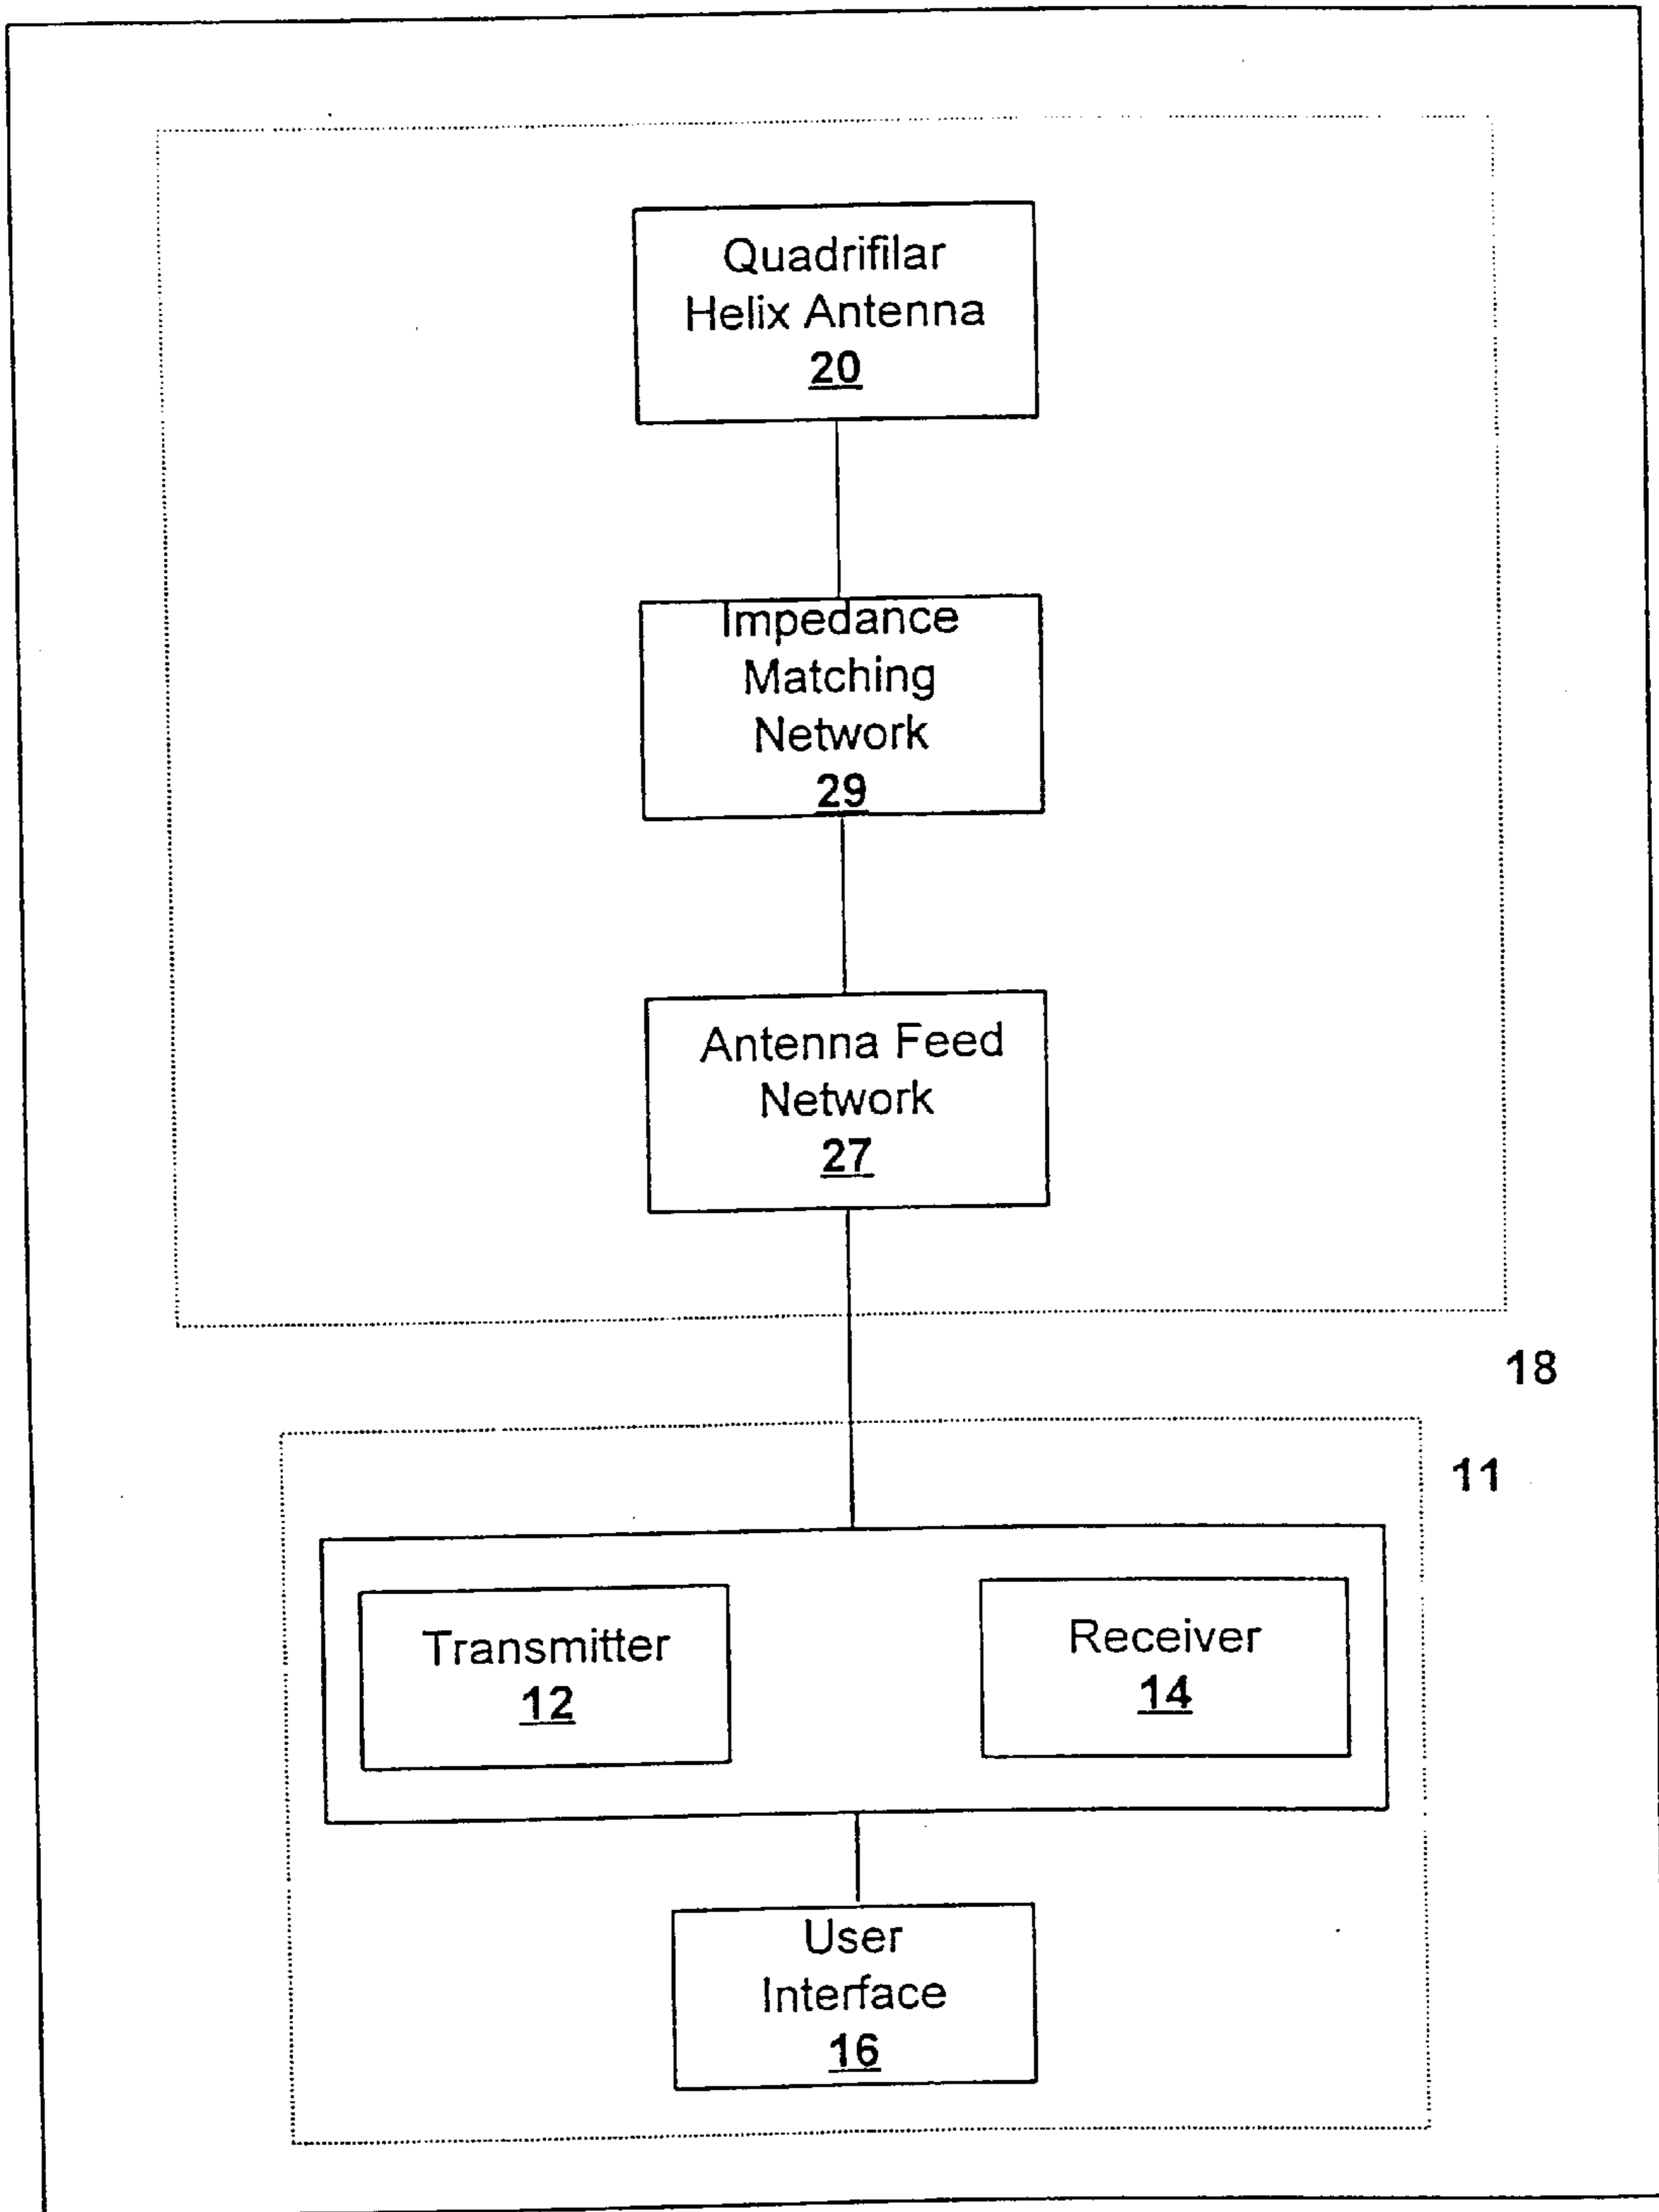 Quadrifilar
Helix Antenna
20
Impedance
Matching
Network
29
Antenna Feed
Network
27
18
11
Transmitter
12
Receiver
14
User
Interface
16